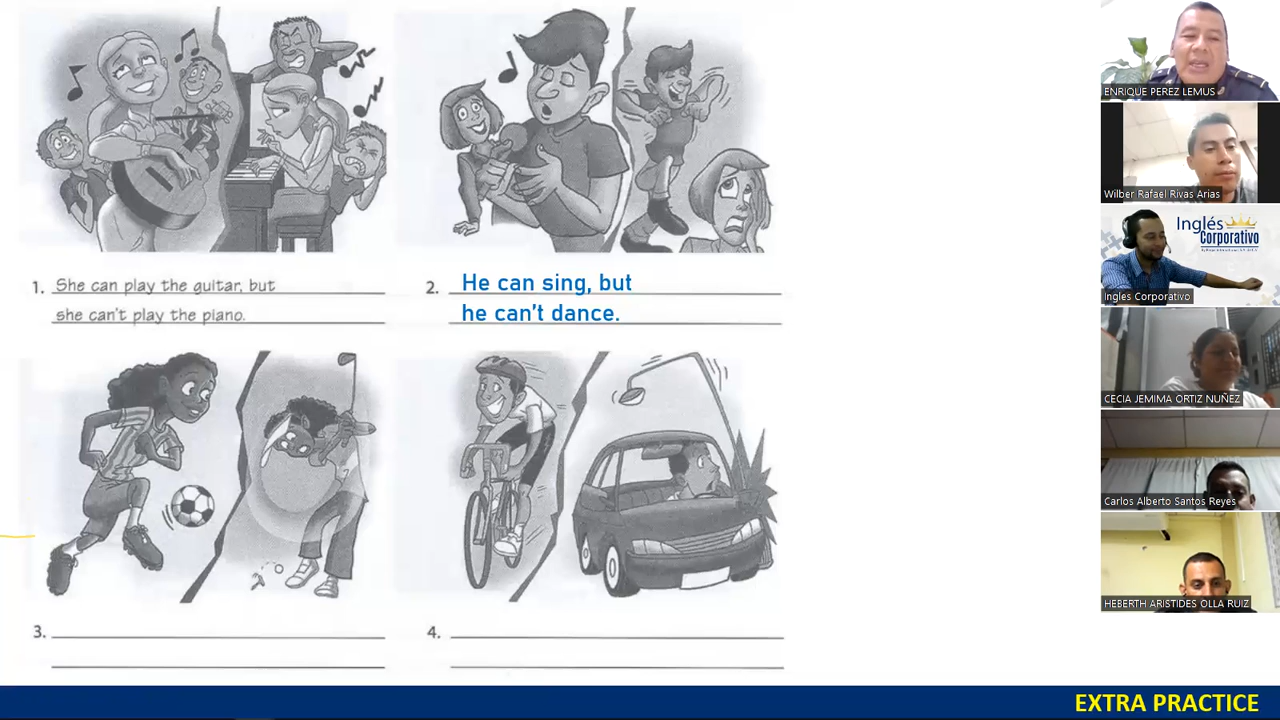 1. She can play the guitar, but
she can't play the piano.
2. He can sing, but
he can't dance.
3.
4.
EXTRA PRACTICE
ENRIQUE PEREZ LEMUS
Wilber Rafael Rivas Arias
Inglés
Corporativo
Ingles Corporativo
CECIA JEMIMA ORTIZ NUÑEZ
Carlos Alberto Santos Reyes
HEBERTH ARISTIDES OLLA RUIZ